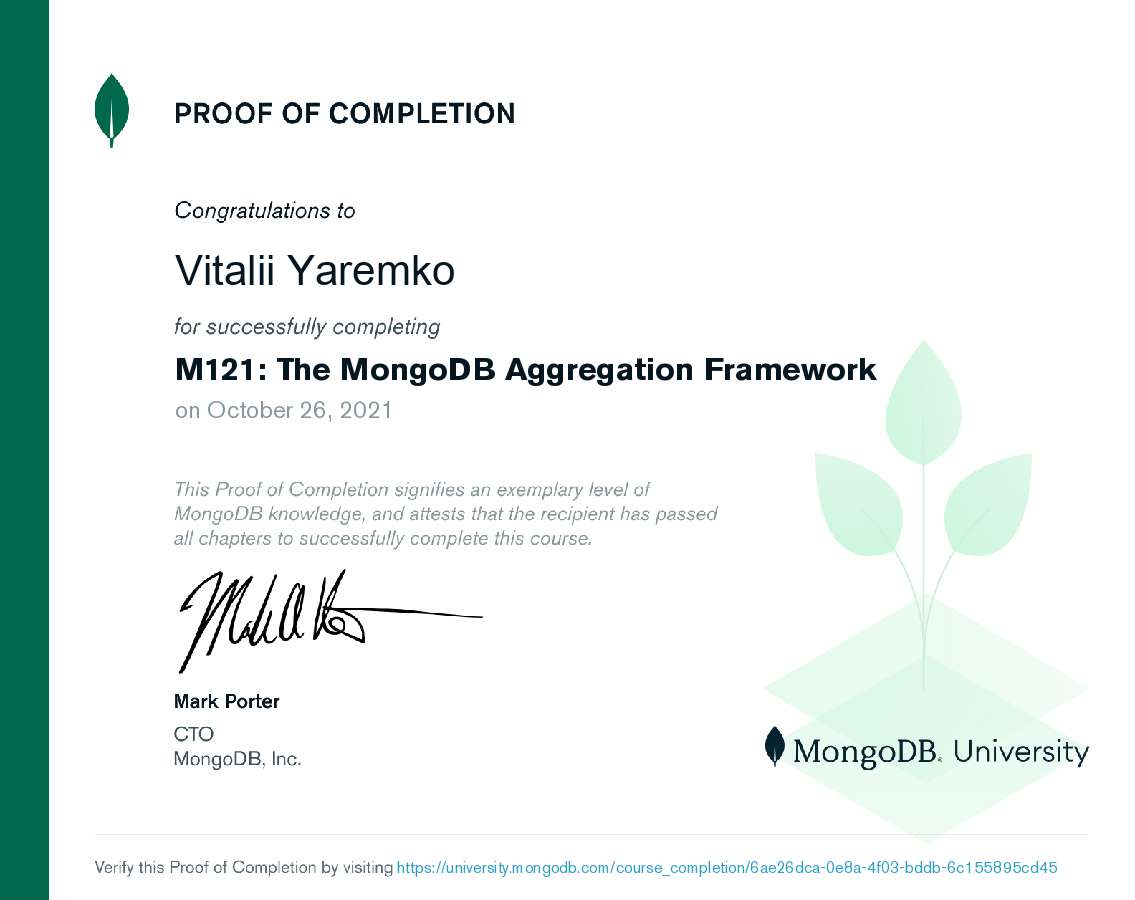 PROOF OF COMPLETION
Congratulations to
Vitalii Yaremko
for successfully completing
M121: The MongoDB Aggregation Framework
on October 26, 2021
This Proof of Completion signifies an exemplary level of
MongoDB knowledge, and attests that the recipient has passed
all chapters to successfully complete this course.
Mark Porter
CTO
MongoDB, Inc.
MongoDB® University
Verify this Proof of Completion by visiting https://university.mongodb.com/course_completion/6ae26dca-0e8a-4f03-bddb-6c155895cd45